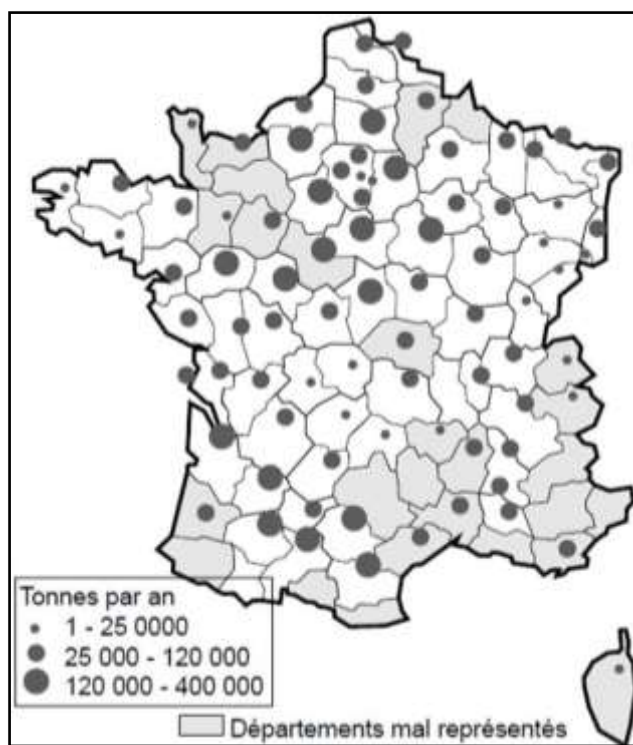 Tonnes par an
1 - 25 0000
25 000 - 120 000
120 000 - 400 000
Départements mal représentés